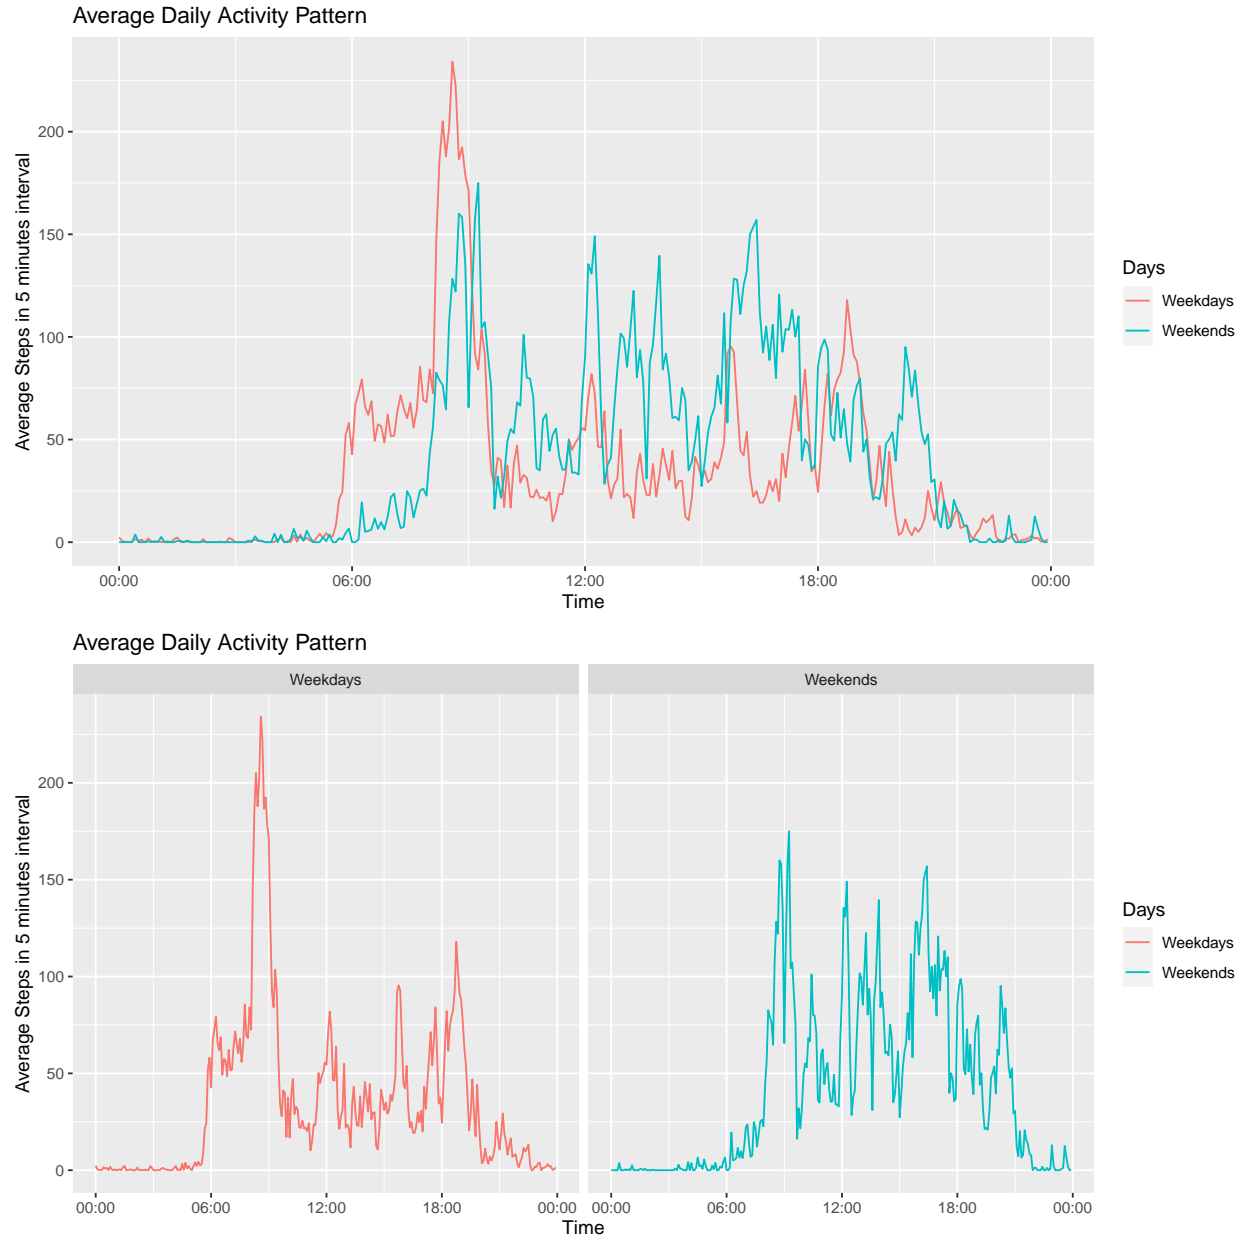 Average Daily Activity Pattern
Average Steps in 5 minutes interval
200
150
100
50
0
00:00 06:00 12:00 18:00 00:00
Time
Days
Weekdays
Weekends
Average Daily Activity Pattern
Weekdays Weekends
Average Steps in 5 minutes interval
200
150
100
50
0
00:00 06:00 12:00 18:00 00:00 00:00 06:00 12:00 18:00 00:00
Time
Days
Weekdays
Weekends